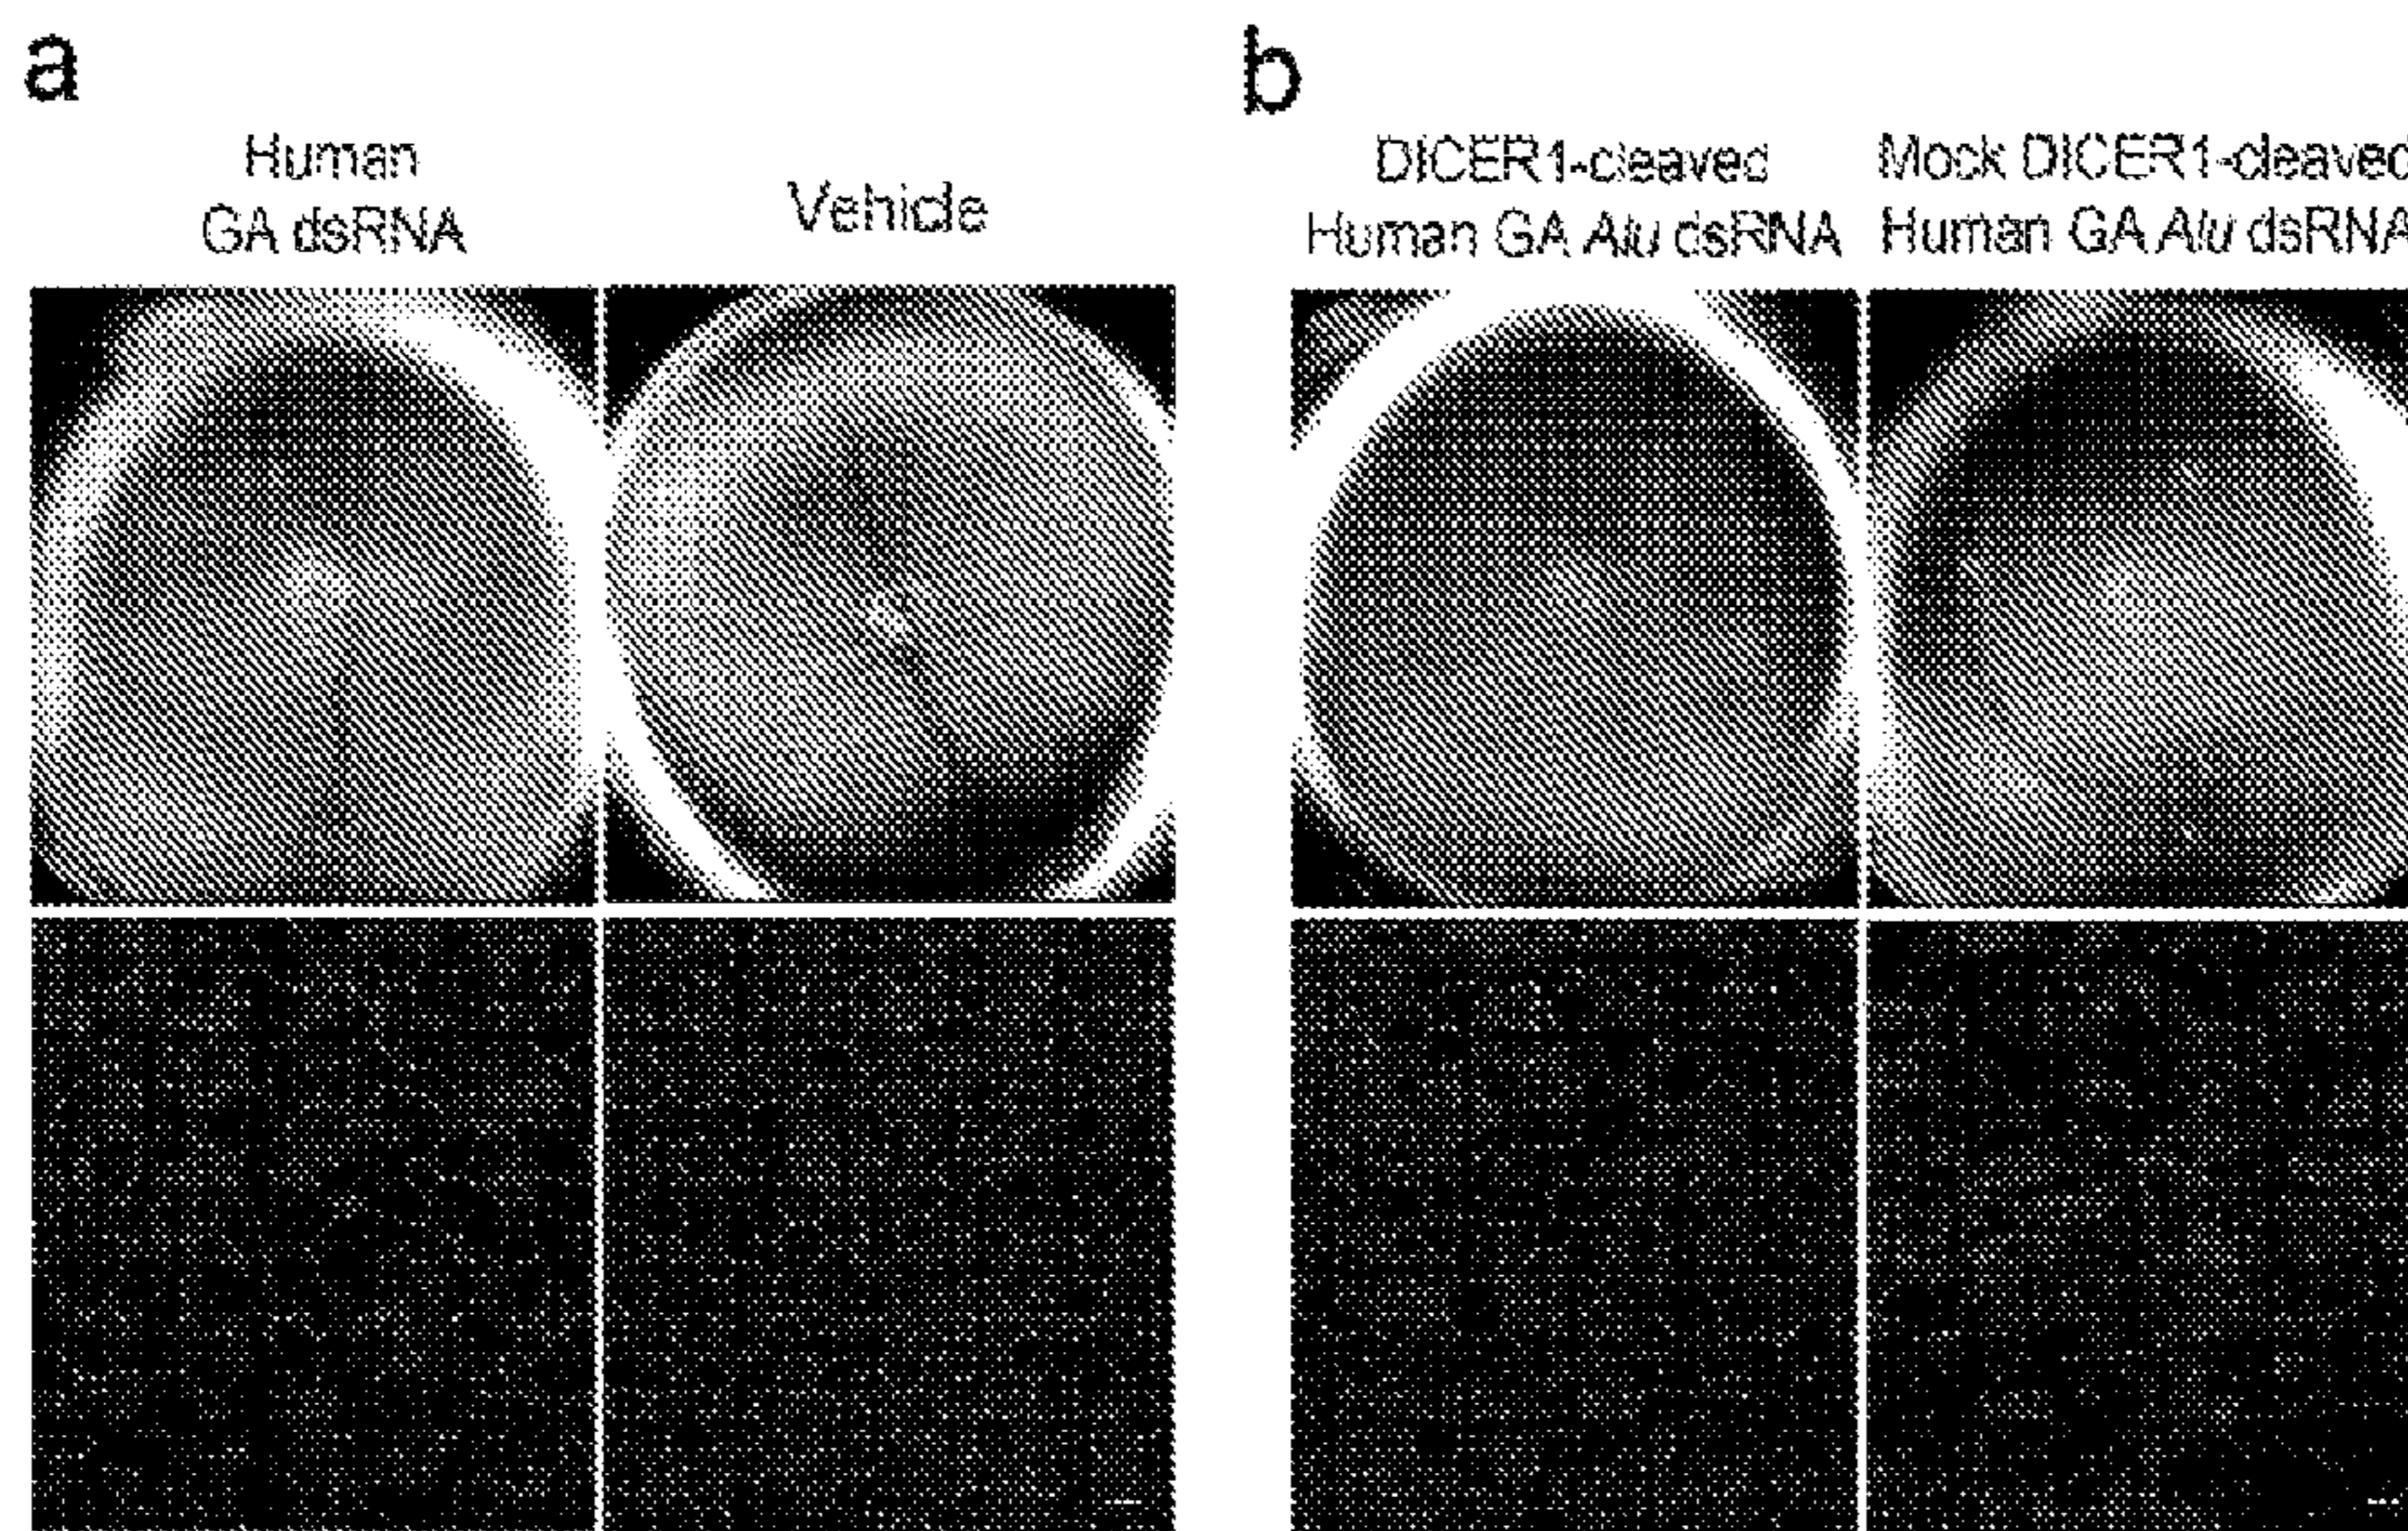 a
Human
GA dsRNA
Vehicle
b
DICER1-cleaved
Human GA Alu dsRNA
Mock DICER1-cleaved
Human GA Alu dsRNA